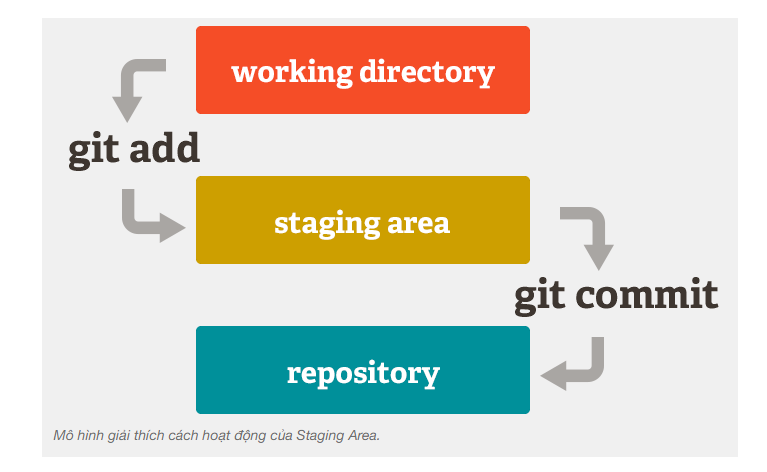 working directory
git add
staging area
git commit
repository
Mô hình giải thích cách hoạt động của Staging Area.